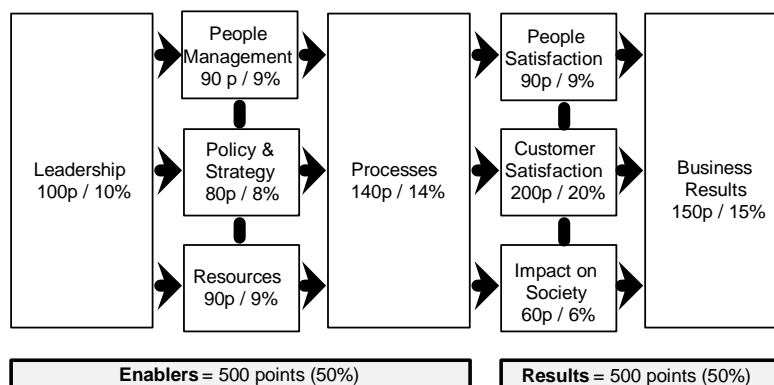 People
Management
90 p / 9%
People
Satisfaction
90p / 9%
Leadership
100p / 10%
Policy &
Strategy
80p / 8%
Processes
140p / 14%
Customer
Satisfaction
200p / 20%
Business
Results
150p / 15%
Resources
90p / 9%
Impact on
Society
60p / 6%
Enablers = 500 points (50%)
Results = 500 points (50%)